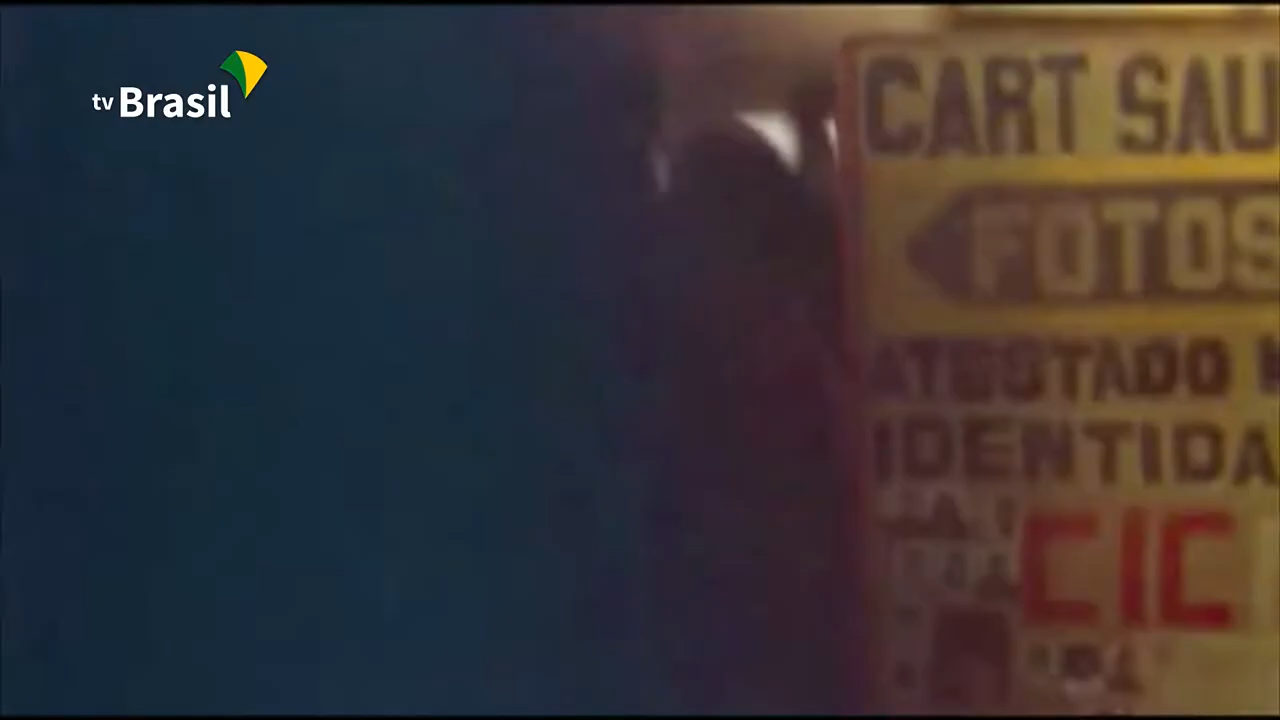 tv Brasil
CART SAU
FOTOS
ATESTADO
IDENTIDA
CIC